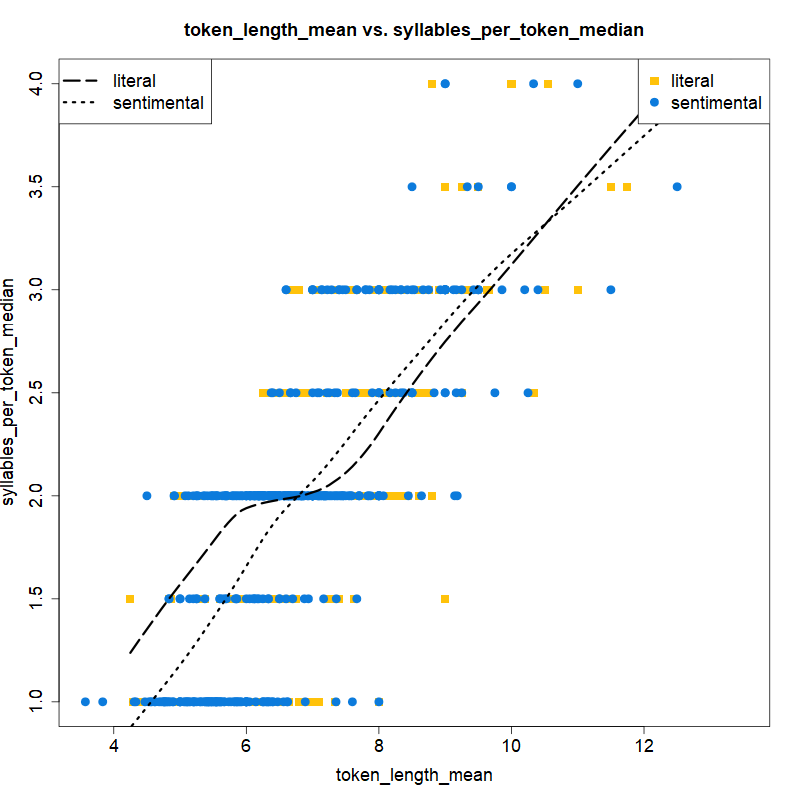 token_length_mean vs. syllables_per_token_median
literal
sentimental
literal
sentimental
syllables_per_token_median
4.0
3.5
3.0
2.5
2.0
1.5
1.0
4 6 8 10 12
token_length_mean